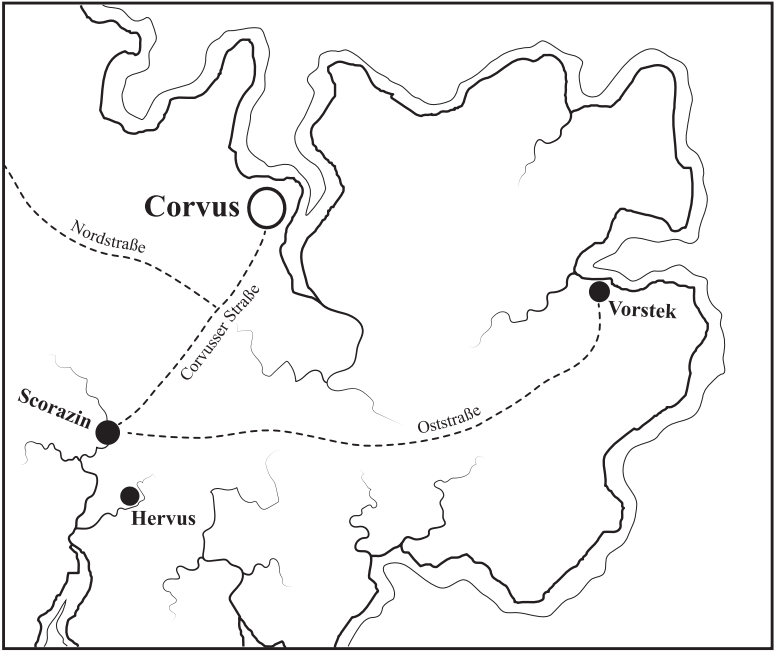 Corvus
Nordstraße
Corvusser Straße
Vorstek
Scorazin
Oststraße
Hervus